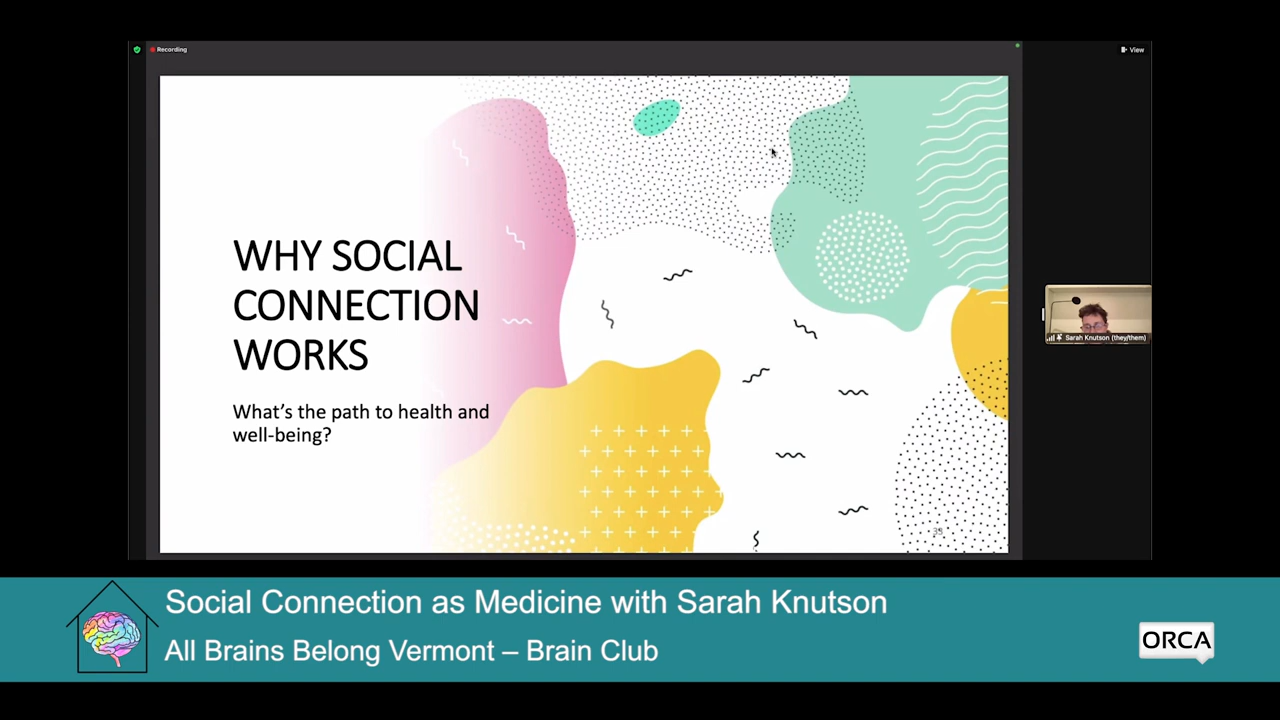 Recording
View
WHY SOCIAL
CONNECTION
WORKS
What's the path to health and
well-being?
Sarah Knutson (they/them)
33
Social Connection as Medicine with Sarah Knutson
All Brains Belong Vermont – Brain Club
ORCA